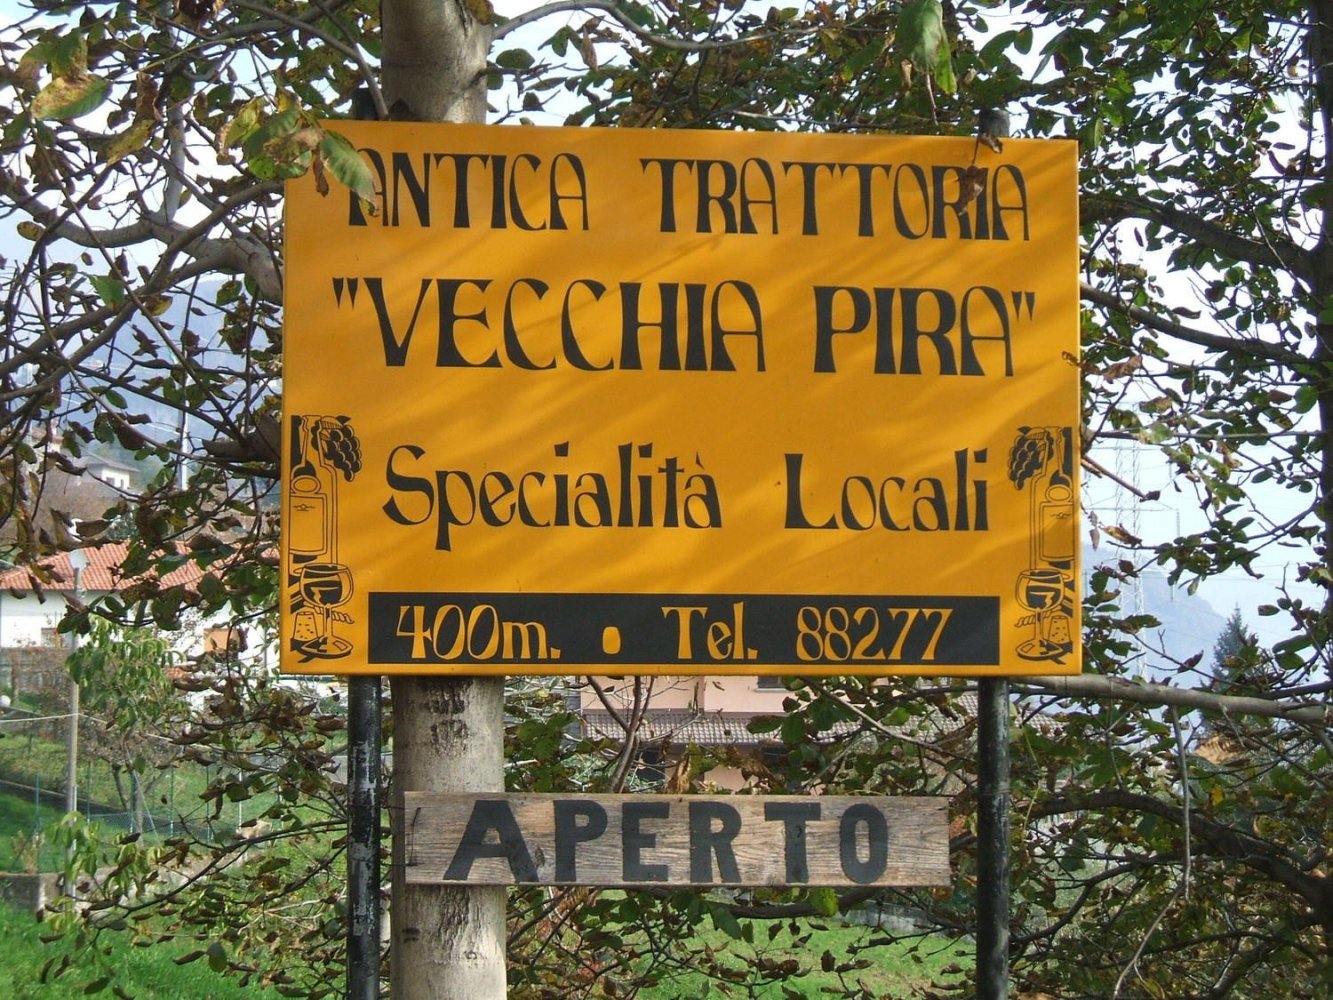 ANTICA TRATTORIA
"VECCHIA PIRA"
Specialità Locali
400m. • Tel. 88277
APERTO